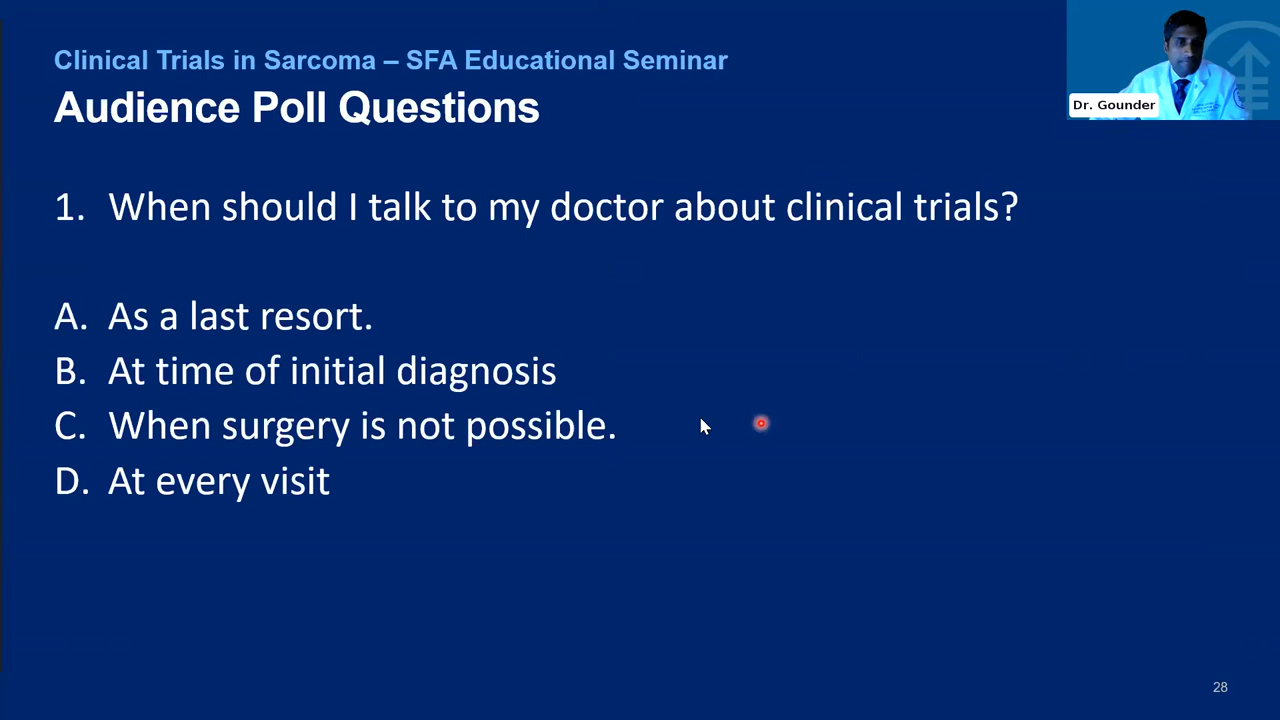 Clinical Trials in Sarcoma – SFA Educational Seminar
Audience Poll Questions
Dr. Gounder
1. When should I talk to my doctor about clinical trials?
A. As a last resort.
B. At time of initial diagnosis
C. When surgery is not possible.
D. At every visit
28